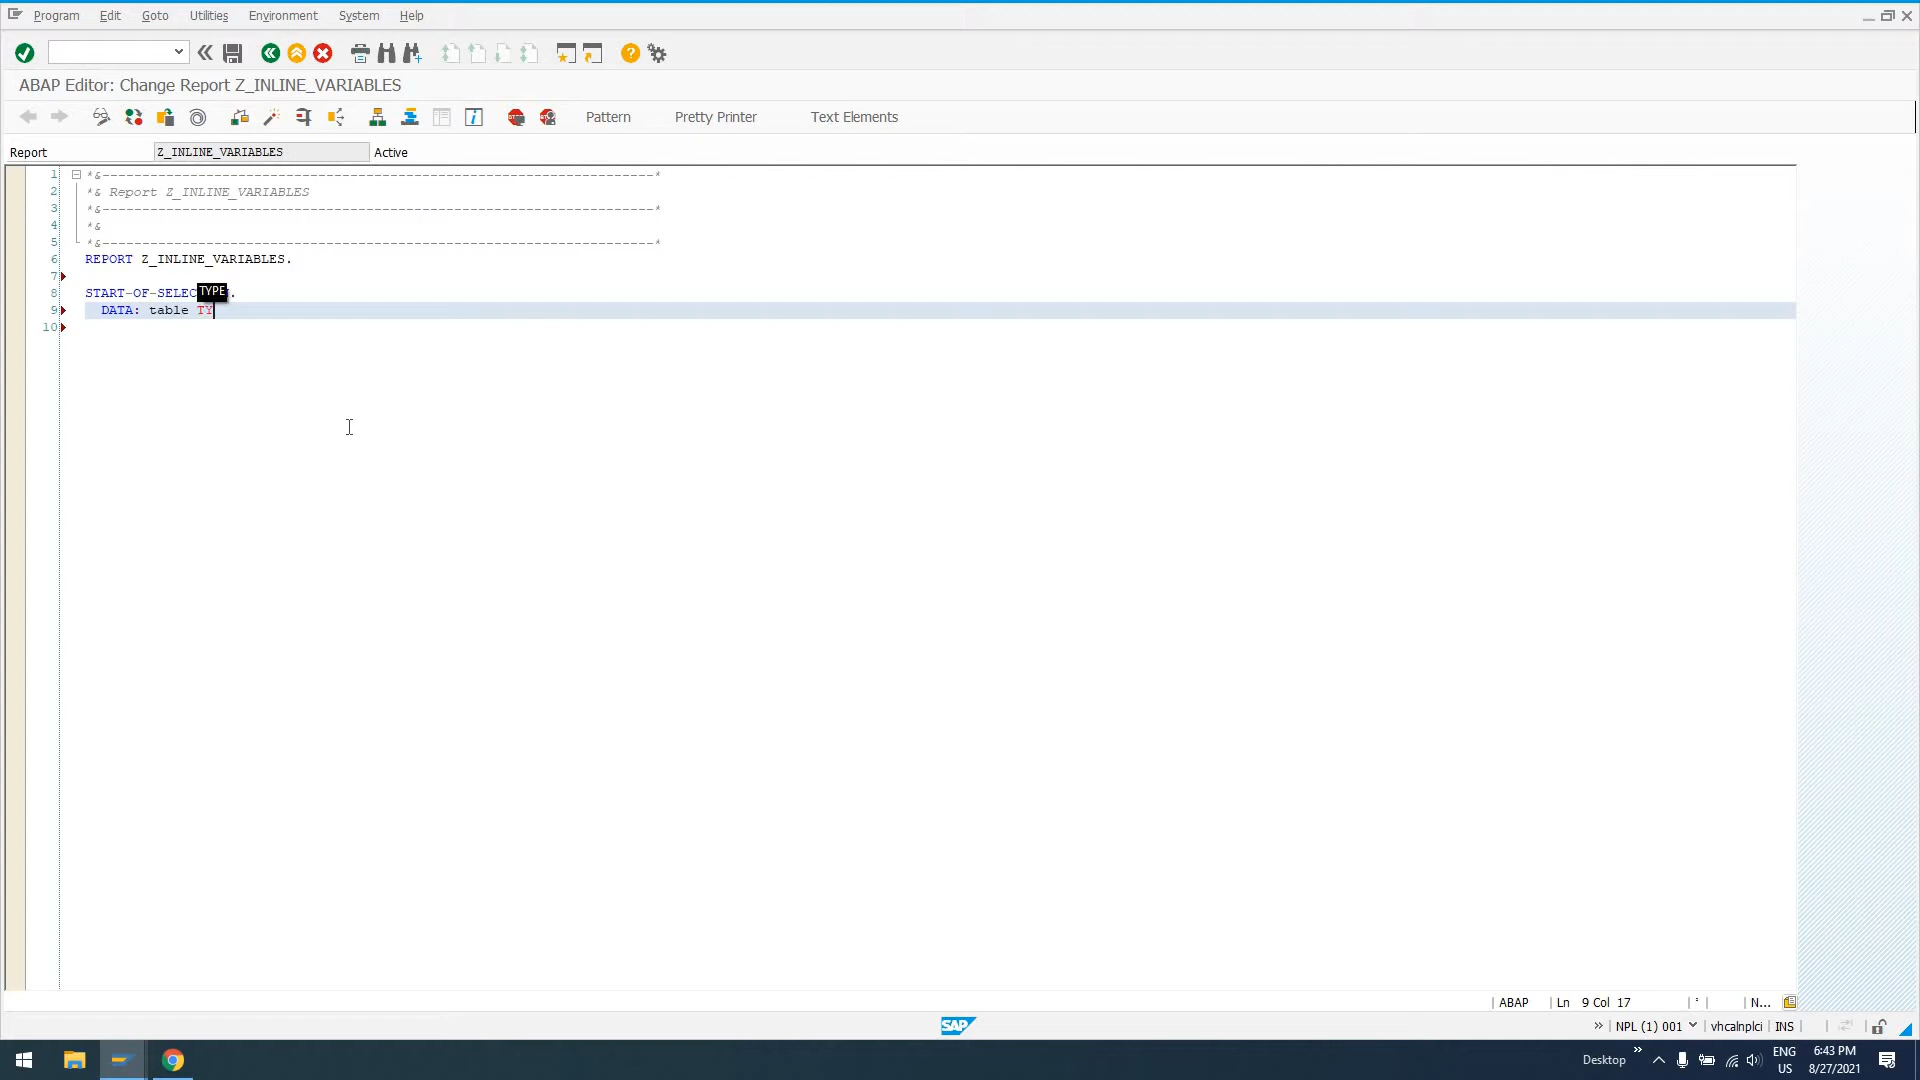 Program Edit Goto Utilities Environment System Help
ABAP Editor: Change Report Z_INLINE_VARIABLES
Pattern Pretty Printer Text Elements
Report Z_INLINE_VARIABLES Active
1 *&---------------------------------------------------------------------*
2 *& Report Z_INLINE_VARIABLES
3 *&---------------------------------------------------------------------*
4 *&
5 *&---------------------------------------------------------------------*
6 REPORT Z_INLINE_VARIABLES.
7
TYPE
8 START-OF-SELEC .
9 DATA: table TY
10
ABAP Ln 9 Col 17 N...
SAP
» NPL (1) 001 vhcalnplci INS
Desktop » ENG 6:43 PM
US 8/27/2021